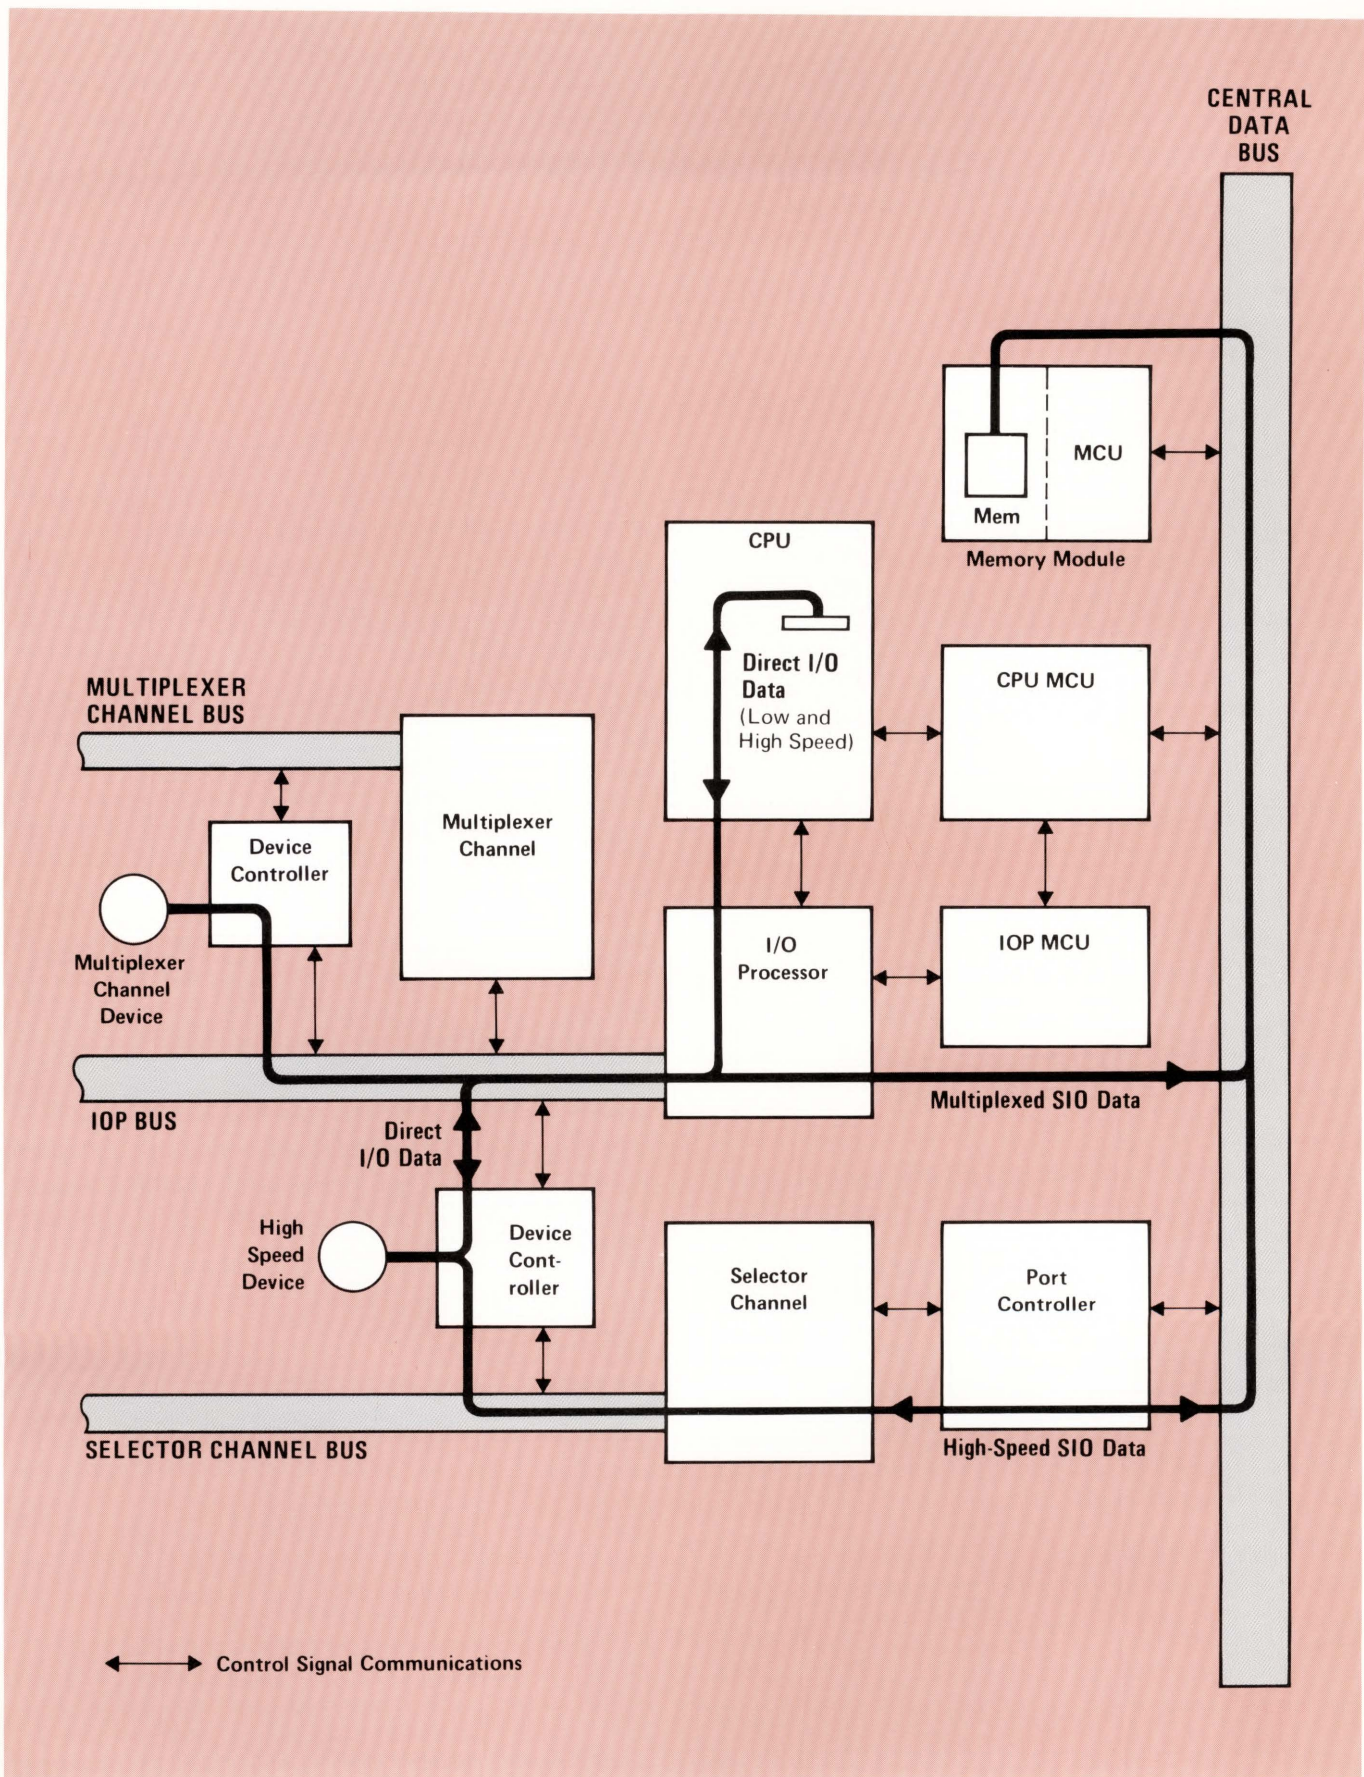 CENTRAL
DATA
BUS
MCU
Mem
Memory Module
CPU
Direct I/O
Data
(Low and
High Speed)
CPU MCU
MULTIPLEXER
CHANNEL BUS
Multiplexer
Channel
Device
Controller
Multiplexer
Channel
Device
I/O
Processor
IOP MCU
IOP BUS
Multiplexed SIO Data
Direct
I/O Data
High
Speed
Device
Device
Cont-
roller
Selector
Channel
Port
Controller
SELECTOR CHANNEL BUS
High-Speed SIO Data
Control Signal Communications